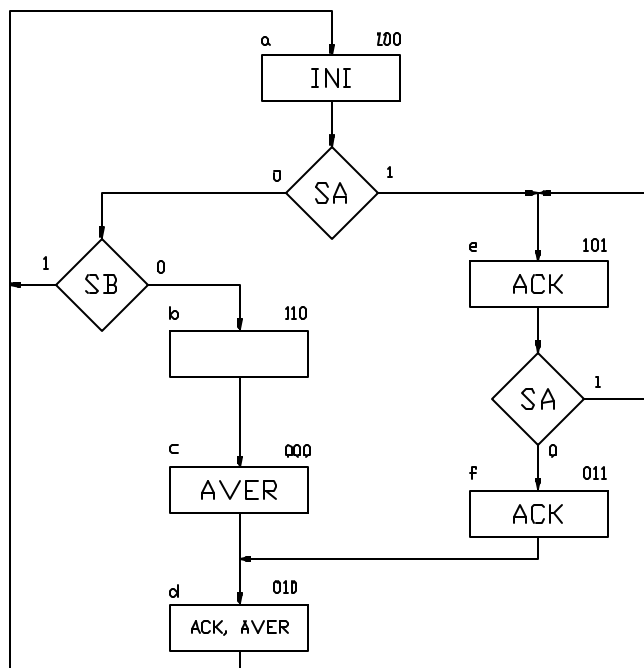 a 100
INI
0 SA 1
e 101
1 SB 0
ACK
b 110
SA 1
0
c 000
AVER
f 011
ACK
d 010
ACK, AVER